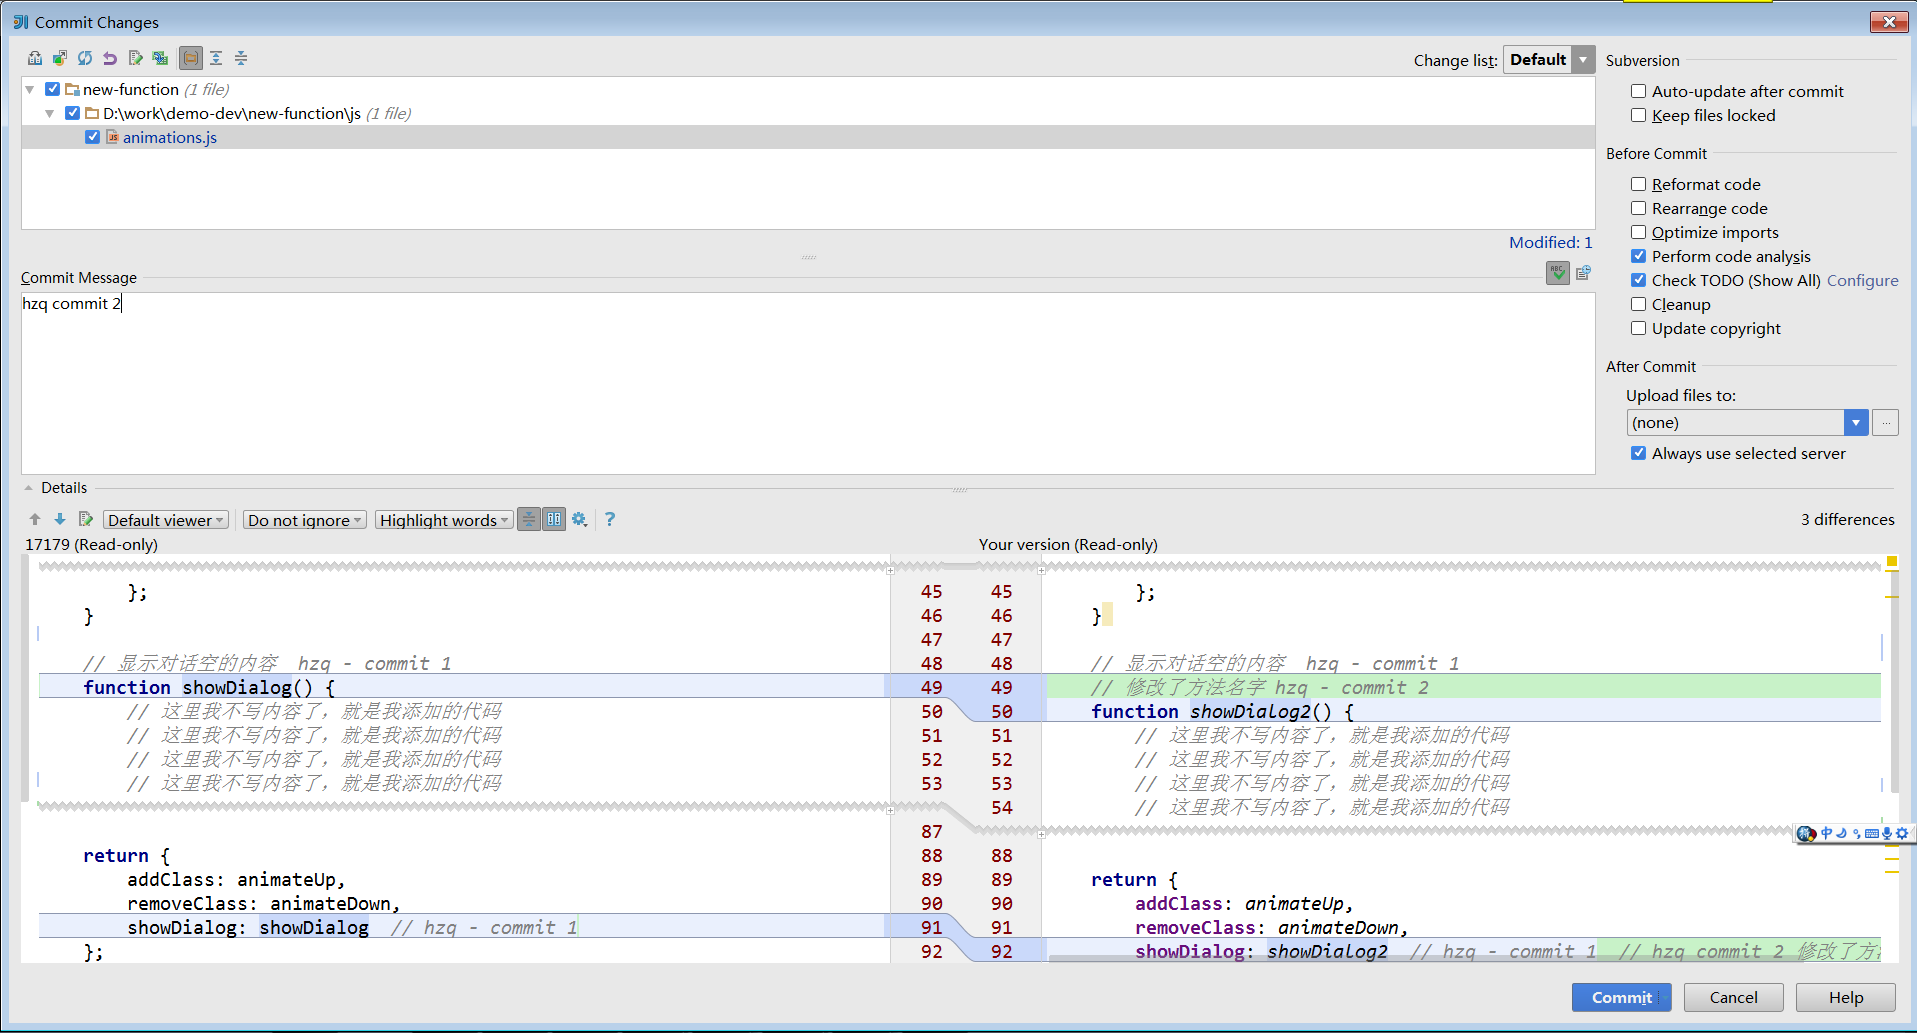 Commit Changes
Change list: Default
new-function (1 file)
D:\work\demo-dev\new-function\js (1 file)
animations.js
Modified: 1
Commit Message
hzq commit 2
Subversion
Auto-update after commit
Keep files locked
Before Commit
Reformat code
Rearrange code
Optimize imports
Perform code analysis
Check TODO (Show All) Configure
Cleanup
Update copyright
After Commit
Upload files to:
(none)
Always use selected server
Details
Default viewer Do not ignore Highlight words ? 3 differences
17179 (Read-only)
};
}
// 显示对话空的内容 hzq - commit 1
function showDialog() {
// 这里我不写内容了，就是我添加的代码
// 这里我不写内容了，就是我添加的代码
// 这里我不写内容了，就是我添加的代码
// 这里我不写内容了，就是我添加的代码
return {
addClass: animateUp,
removeClass: animateDown,
showDialog: showDialog // hzq - commit 1
};
45 45
46 46
47 47
48 48
49 49
50 50
51 51
52 52
53 53
54
87
88 88
89 89
90 90
91 91
92 92
Your version (Read-only)
};
}
// 显示对话空的内容 hzq - commit 1
// 修改了方法名字 hzq - commit 2
function showDialog2() {
// 这里我不写内容了，就是我添加的代码
// 这里我不写内容了，就是我添加的代码
// 这里我不写内容了，就是我添加的代码
// 这里我不写内容了，就是我添加的代码
return {
addClass: animateUp,
removeClass: animateDown,
showDialog: showDialog2 // hzq - commit 1 // hzq commit 2 修改了方
中
Commit Cancel Help